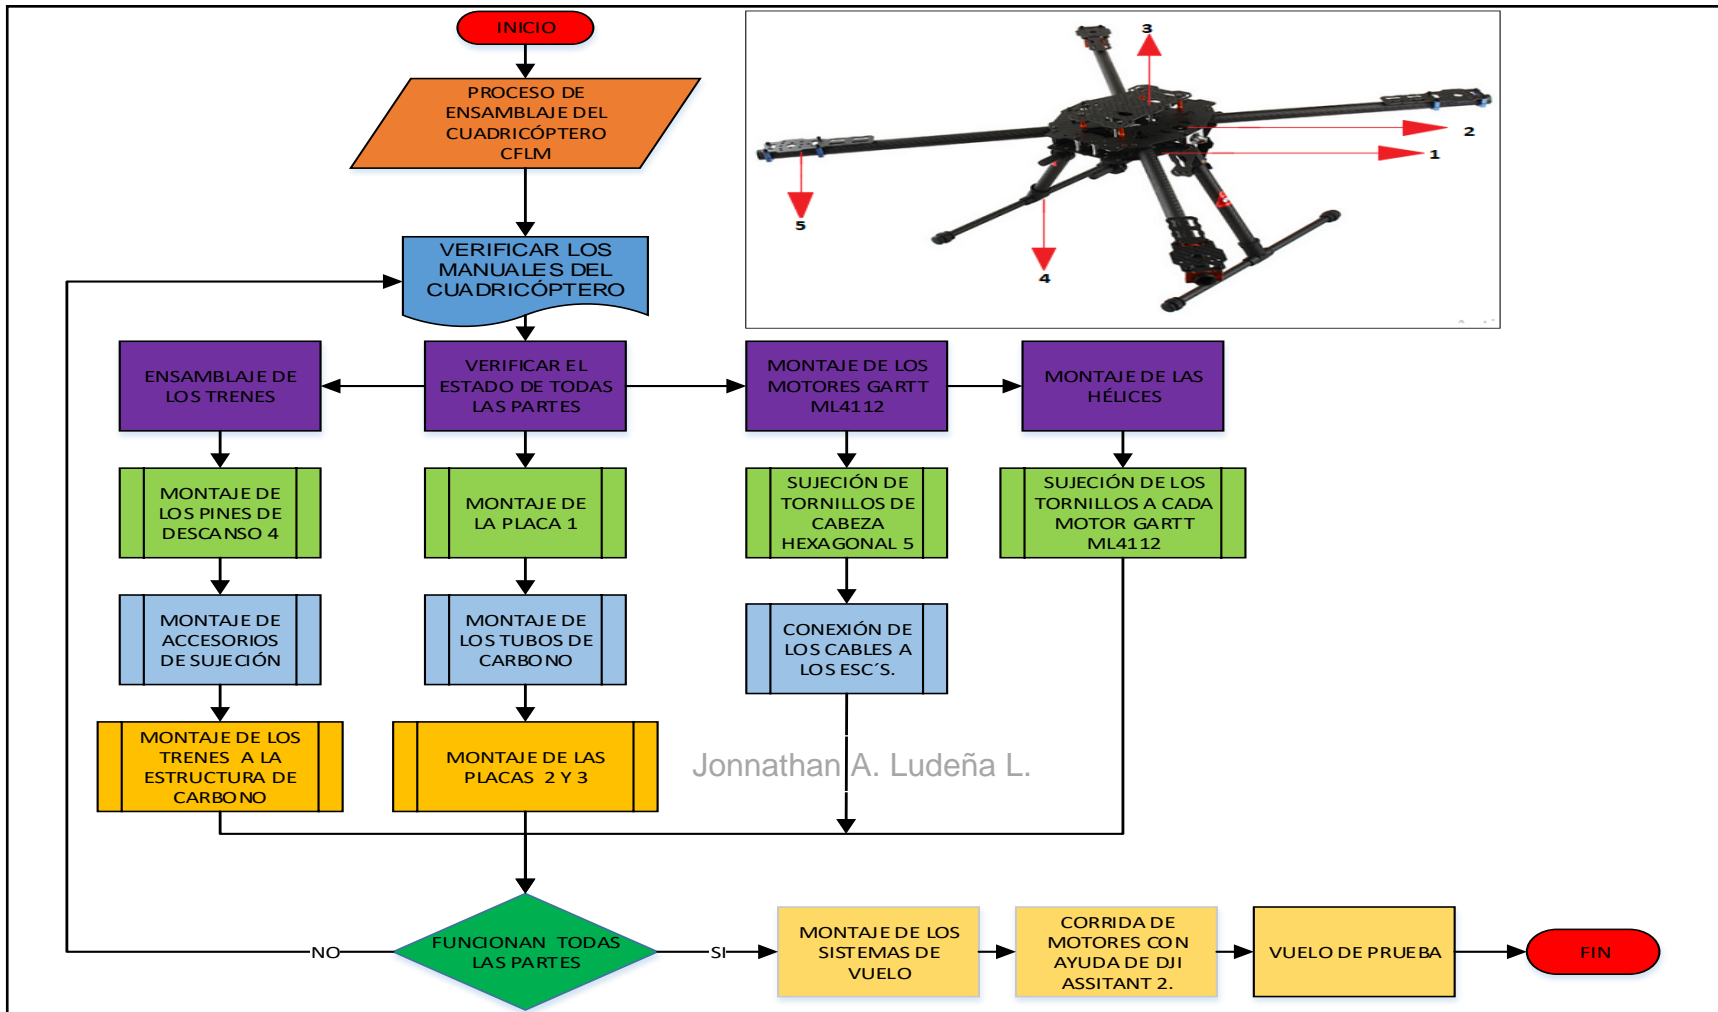 INICIO
PROCESO DE
ENSAMBLAJE DEL
CUADRICÓPTERO
CFLM
3
2
1
5
4
VERIFICAR LOS
MANUALES DEL
CUADRICÓPTERO
ENSAMBLAJE DE
LOS TRENES
VERIFICAR EL
ESTADO DE TODAS
LAS PARTES
MONTAJE DE LOS
MOTORES GARTT
ML4112
MONTAJE DE LAS
HÉLICES
MONTAJE DE
LOS PINES DE
DESCANSO 4
MONTAJE DE
LA PLACA 1
SUJECIÓN DE
TORNILLOS DE
CABEZA
HEXAGONAL 5
SUJECIÓN DE LOS
TORNILLOS A CADA
MOTOR GARTT
ML4112
MONTAJE DE
ACCESORIOS
DE SUJECIÓN
MONTAJE DE
LOS TUBOS DE
CARBONO
CONEXIÓN DE
LOS CABLES A
LOS ESC´S.
MONTAJE DE LOS
TRENES A LA
ESTRUCTURA DE
CARBONO
MONTAJE DE LAS
PLACAS 2 Y 3
Jonnathan A. Ludeña L.
NO
FUNCIONAN TODAS
LAS PARTES
SI
MONTAJE DE LOS
SISTEMAS DE
VUELO
CORRIDA DE
MOTORES CON
AYUDA DE DJI
ASSITANT 2.
VUELO DE PRUEBA
FIN